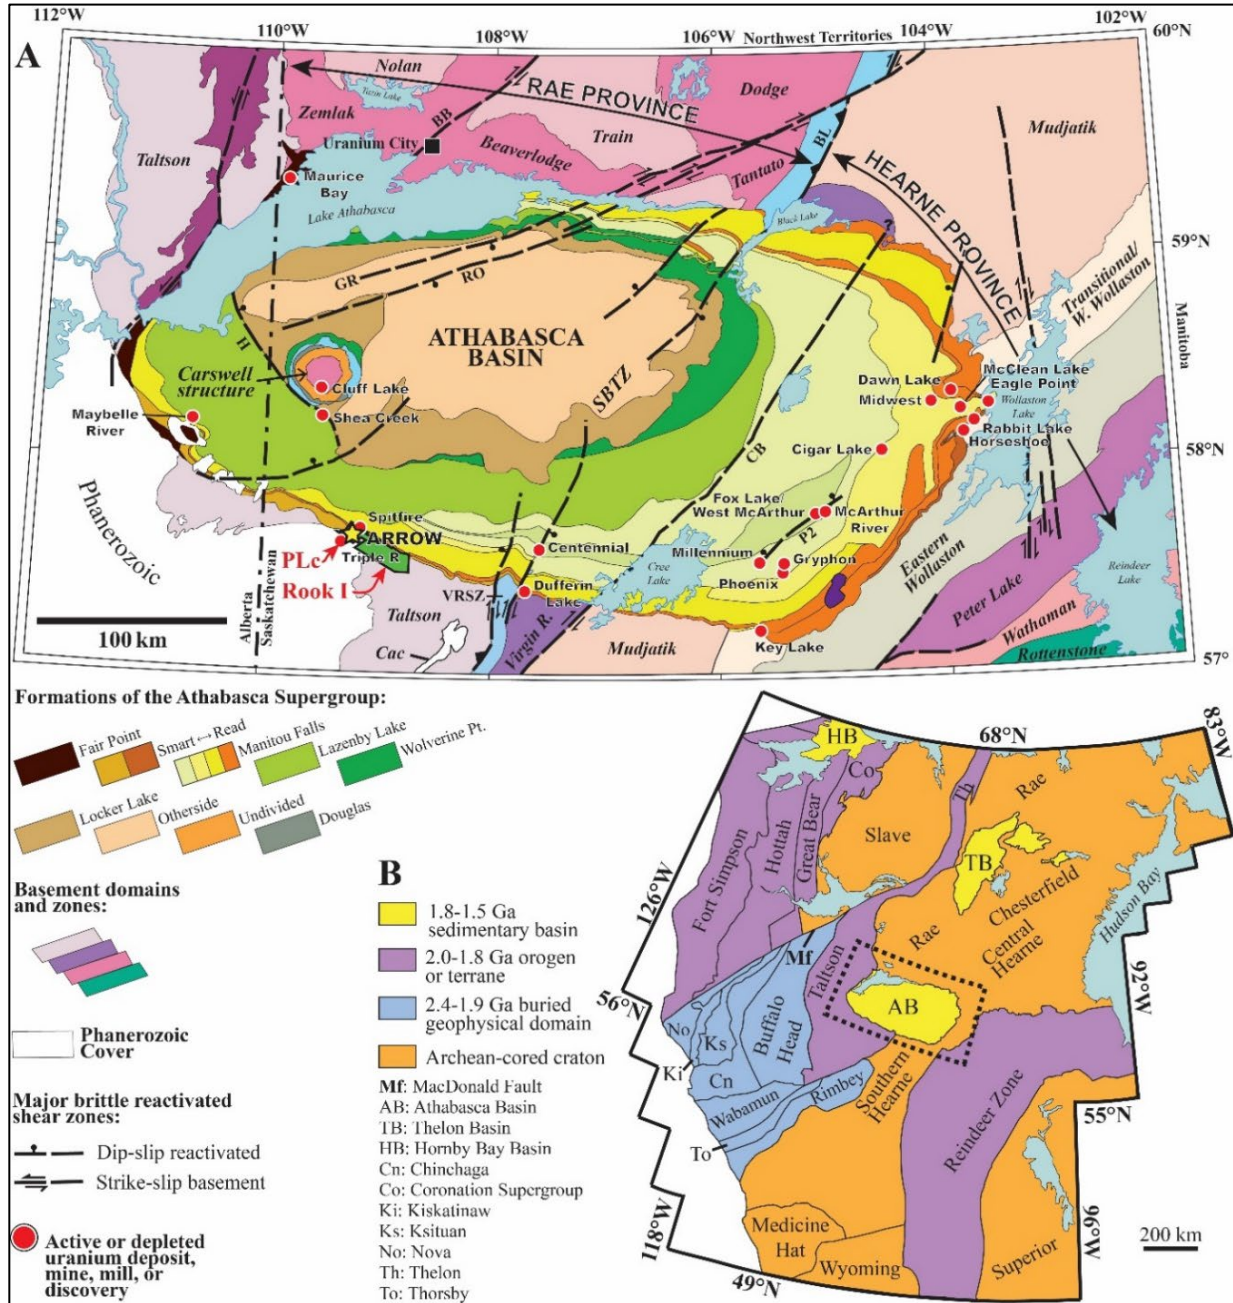 112°W
110°W
108°W
106°W
Northwest Territories
104°W
102°W
60°N
A
Nolan
RAE PROVINCE
Dodge
Zemlak
BB
Train
BL
Mudjatik
Taltson
Uranium City
Beaverlodge
HEARNE PROVINCE
Maurice
Bay
Tantato
Lake Athabasca
Black Lake
?
59°N
GR
RO
Transitional/
W. Wollaston
Manitoba
ATHABASCA
BASIN
H
Carswell
structure
SBTZ
Cluff Lake
Shea Creek
Maybelle
River
Dawn Lake
Midwest
McClean Lake
Eagle Point
Wollaston
Lake
Rabbit Lake
Horseshoe
58°N
CB
Cigar Lake
Phanerozoic
Fox Lake/
West McArthur
McArthur
River
P2
Spitfire
ARROW
PLc
Triple R
Rook I
Centennial
Millennium
Gryphon
Phoenix
Cree
Lake
Eastern
Wollaston
Reindeer
Lake
Peter Lake
Alberta
Saskatchewan
VRSZ
Dufferin
Lake
Taltson
Wathaman
100 km
Cac
Virgin R.
Mudjatik
Key Lake
Rottenstone
57°
Formations of the Athabasca Supergroup:
Fair Point
Smart ↔ Read
Manitou Falls
Lazenby Lake
Wolverine Pt.
Locker Lake
Otherside
Undivided
Douglas
Basement domains
and zones:
Phanerozoic
Cover
Major brittle reactivated
shear zones:
Dip-slip reactivated
Strike-slip basement
Active or depleted
uranium deposit,
mine, mill, or
discovery
B
1.8-1.5 Ga
sedimentary basin
2.0-1.8 Ga orogen
or terrane
2.4-1.9 Ga buried
geophysical domain
Archean-cored craton
Mf: MacDonald Fault
AB: Athabasca Basin
TB: Thelon Basin
HB: Hornby Bay Basin
Cn: Chinchaga
Co: Coronation Supergroup
Ki: Kiskatinaw
Ks: Ksituan
No: Nova
Th: Thelon
To: Thorsby
68°N
83°W
HB
Co
Th
Rae
Slave
Hottah
Great Bear
Fort Simpson
TB
126°W
Chesterfield
Hudson Bay
Rae
Central
Hearne
Mf
Taltson
92°W
56°N
AB
No
Ks
Buffalo
Head
Ki
Cn
Rimbey
Wabamun
Southern
Hearne
Reindeer Zone
55°N
To
118°W
Medicine
Hat
Wyoming
Superior
96°W
49°N
200 km